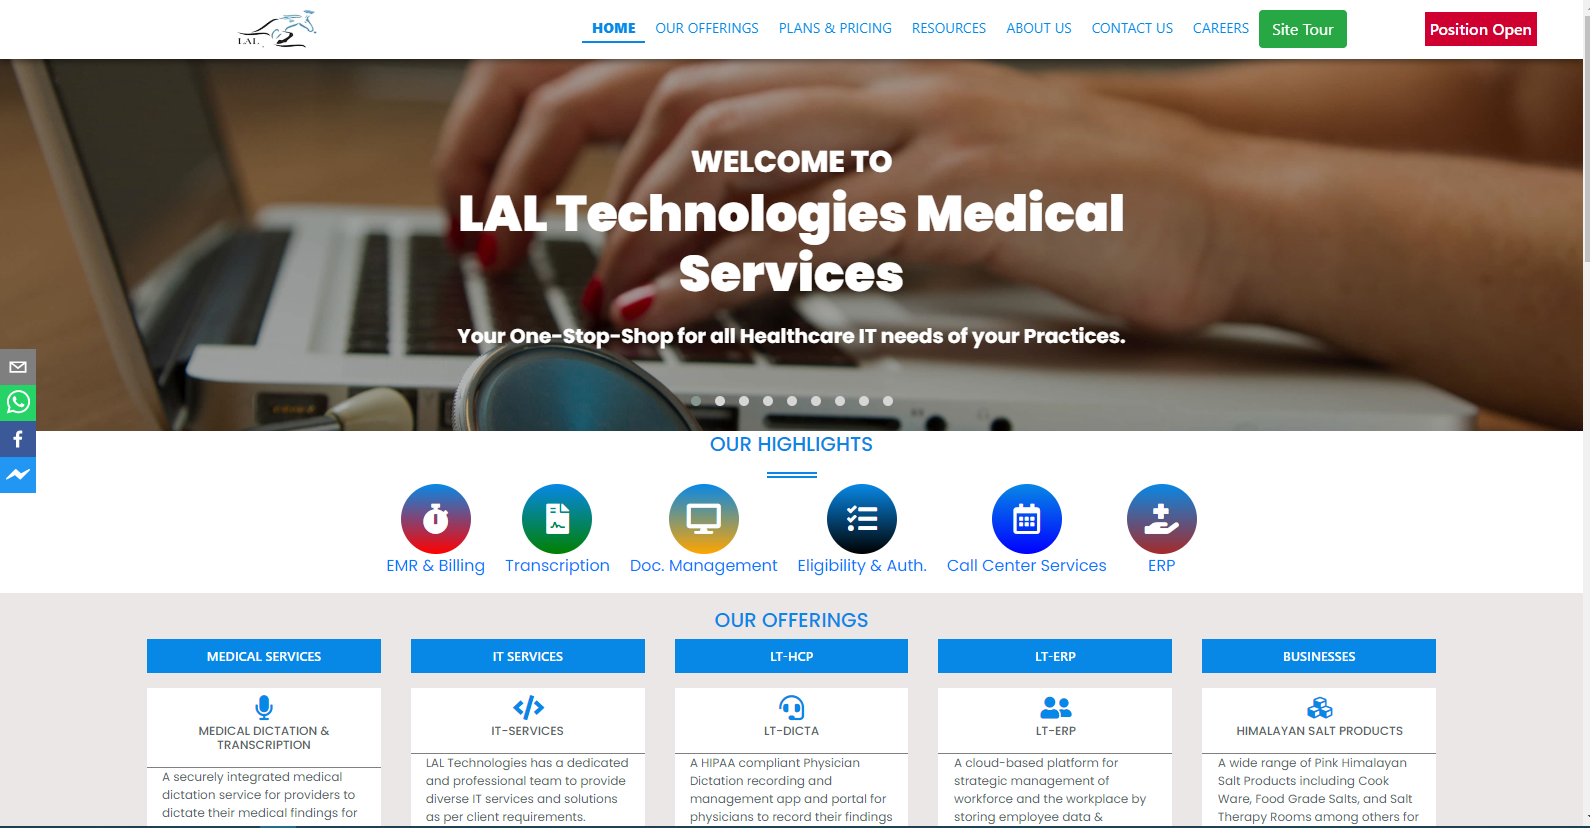 LAL
HOME
OUR OFFERINGS
PLANS & PRICING
RESOURCES
ABOUT US
CONTACT US
CAREERS
Site Tour
Position Open
WELCOME TO
LAL Technologies Medical
Services
Your One-Stop-Shop for all Healthcare IT needs of your Practices.
OUR HIGHLIGHTS
EMR & Billing
Transcription
Doc. Management
Eligibility & Auth.
Call Center Services
ERP
OUR OFFERINGS
MEDICAL SERVICES
MEDICAL DICTATION &
TRANSCRIPTION
A securely integrated medical
dictation service for providers to
dictate their medical findings for
IT SERVICES
IT-SERVICES
LAL Technologies has a dedicated
and professional team to provide
diverse IT services and solutions
as per client requirements.
LT-HCP
LT-DICTA
A HIPAA compliant Physician
Dictation recording and
management app and portal for
physicians to record their findings
LT-ERP
LT-ERP
A cloud-based platform for
strategic management of
workforce and the workplace by
storing employee data &
BUSINESSES
HIMALAYAN SALT PRODUCTS
A wide range of Pink Himalayan
Salt Products including Cook
Ware, Food Grade Salts, and Salt
Therapy Rooms among others for